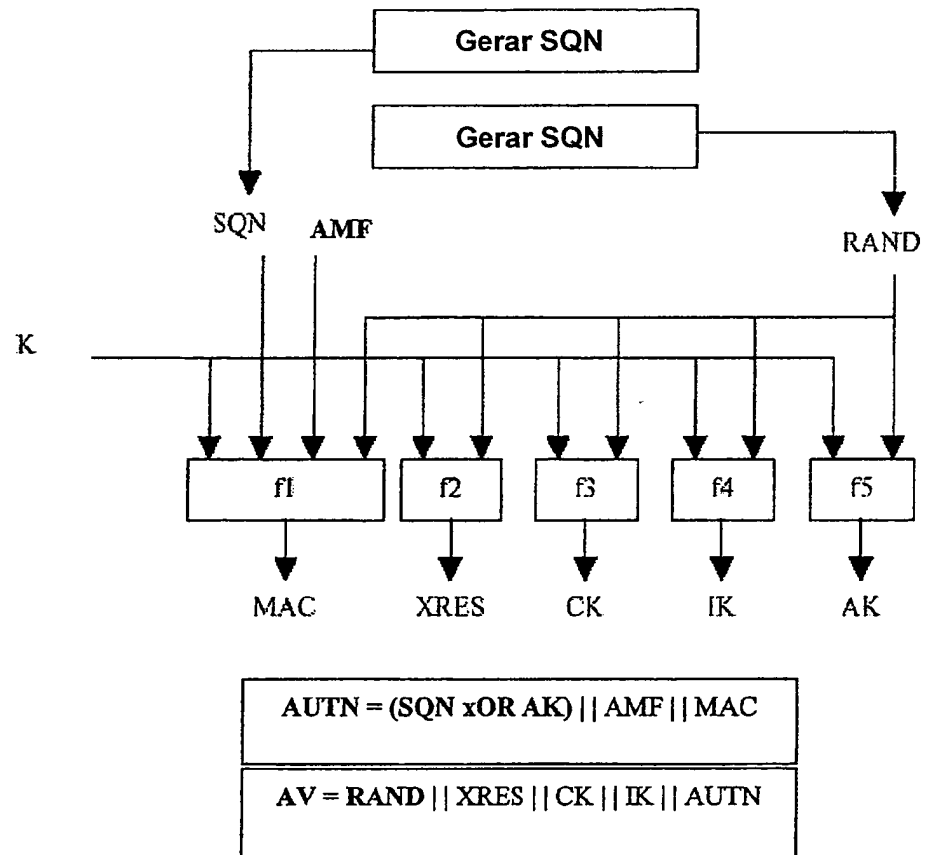 Gerar SQN
Gerar SQN
SQN AMF RAND
K
f1 f2 f3 f4 f5
MAC XRES CK IK AK
AUTN = (SQN xOR AK) || AMF || MAC
AV = RAND || XRES || CK || IK || AUTN